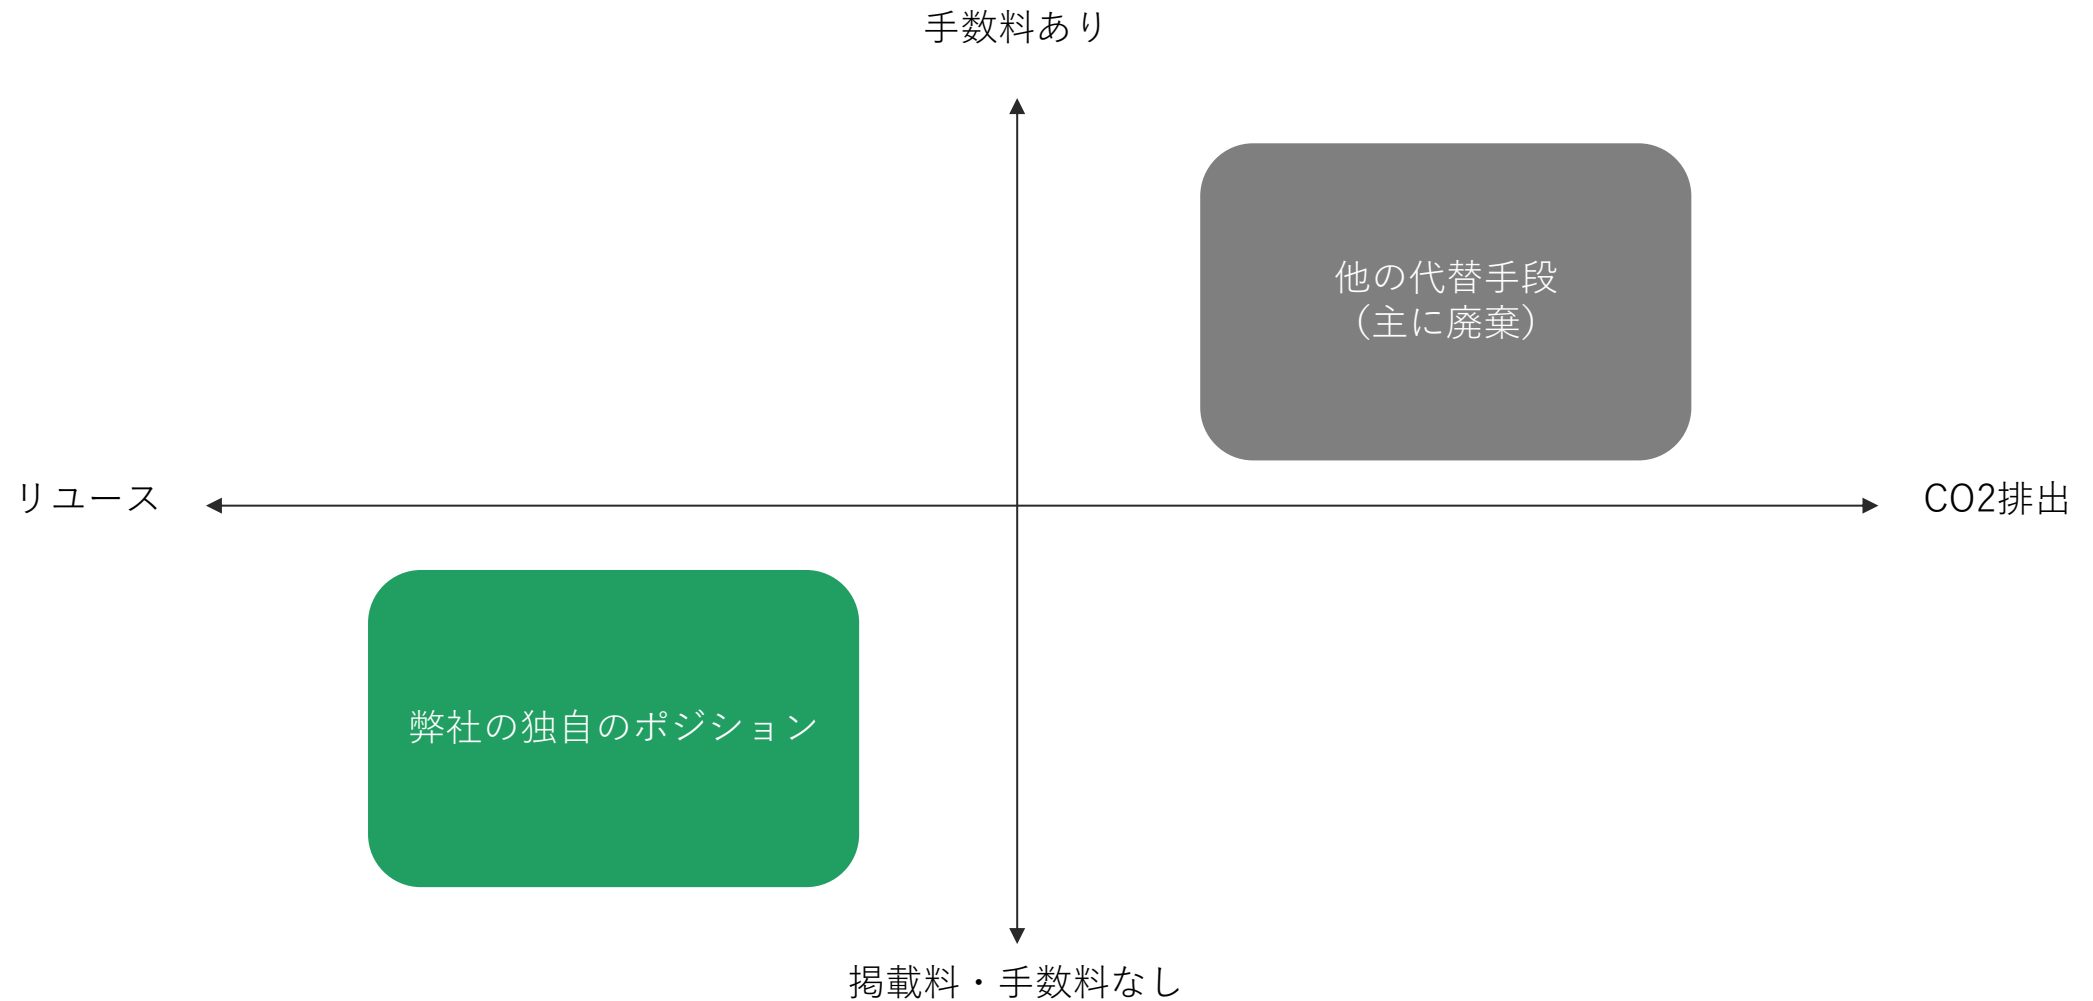 手数料あり
他の代替手段
（主に廃棄）
リユース
CO2排出
弊社の独自のポジション
掲載料・手数料なし